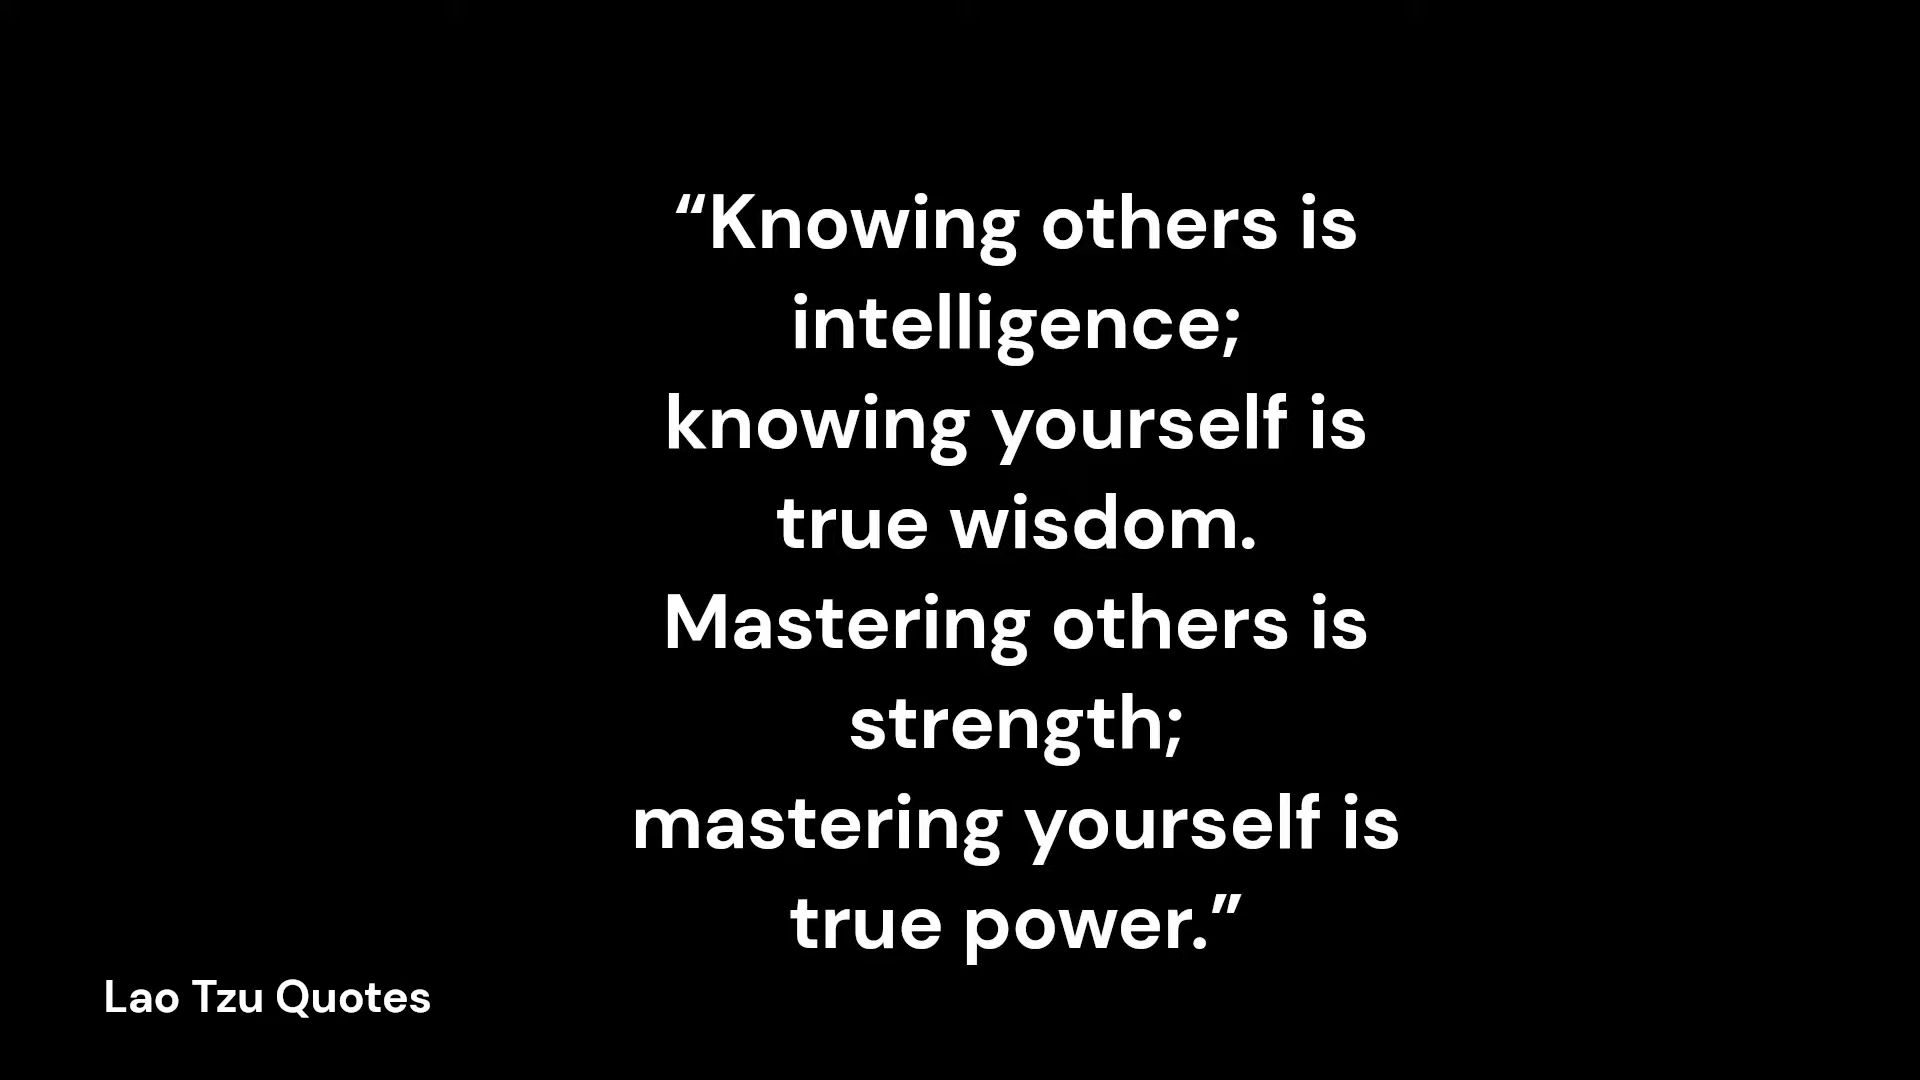 “Knowing others is
intelligence;
knowing yourself is
true wisdom.
Mastering others is
strength;
mastering yourself is
true power.”
Lao Tzu Quotes